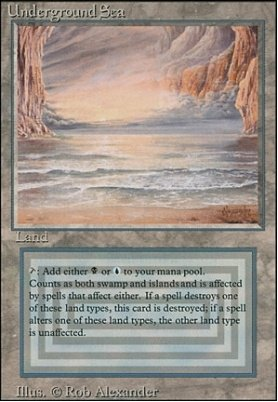 Underground Sea
Land
: Add either or to your mana pool.
Counts as both swamp and islands and is affected
by spells that affect either. If a spell destroys one
of these land types, this card is destroyed; if a spell
alters one of these land types, the other land type
is unaffected.
Illus. © Rob Alexander